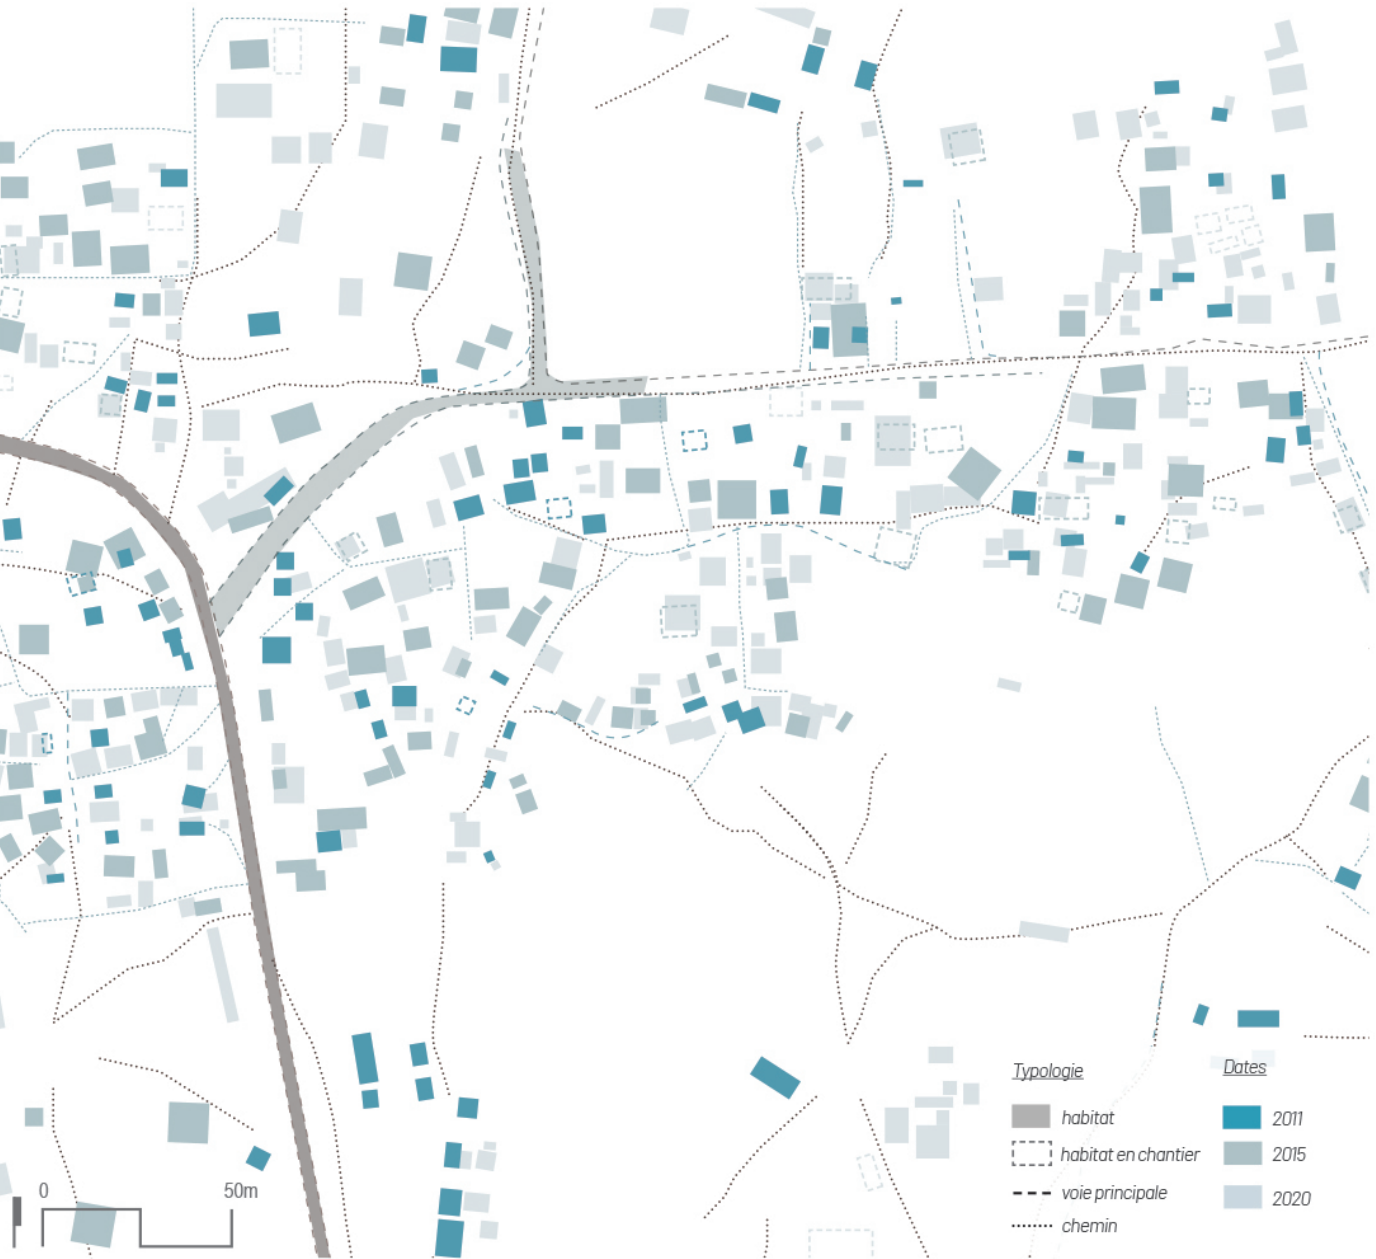 Typologie
habitat
habitat en chantier
voie principale
chemin
Dates
2011
2015
2020
0 50m